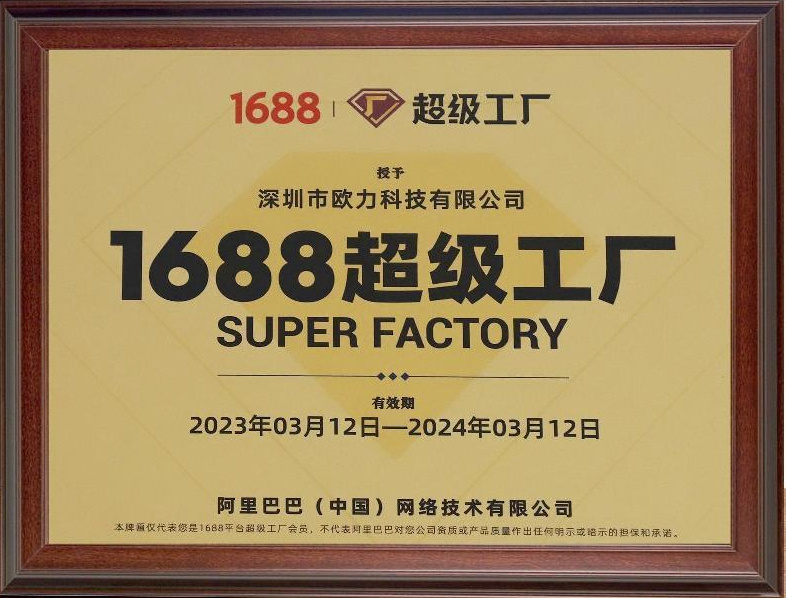 1688 | 超级工厂
授予
深圳市欧力科技有限公司
1688超级工厂
SUPER FACTORY
有效期
2023年03月12日—2024年03月12日
阿里巴巴（中国）网络技术有限公司
本牌匾仅代表您是1688平台超级工厂会员，不代表阿里巴巴对您公司资质或产品质量作出任何明示或暗示的担保和承诺。